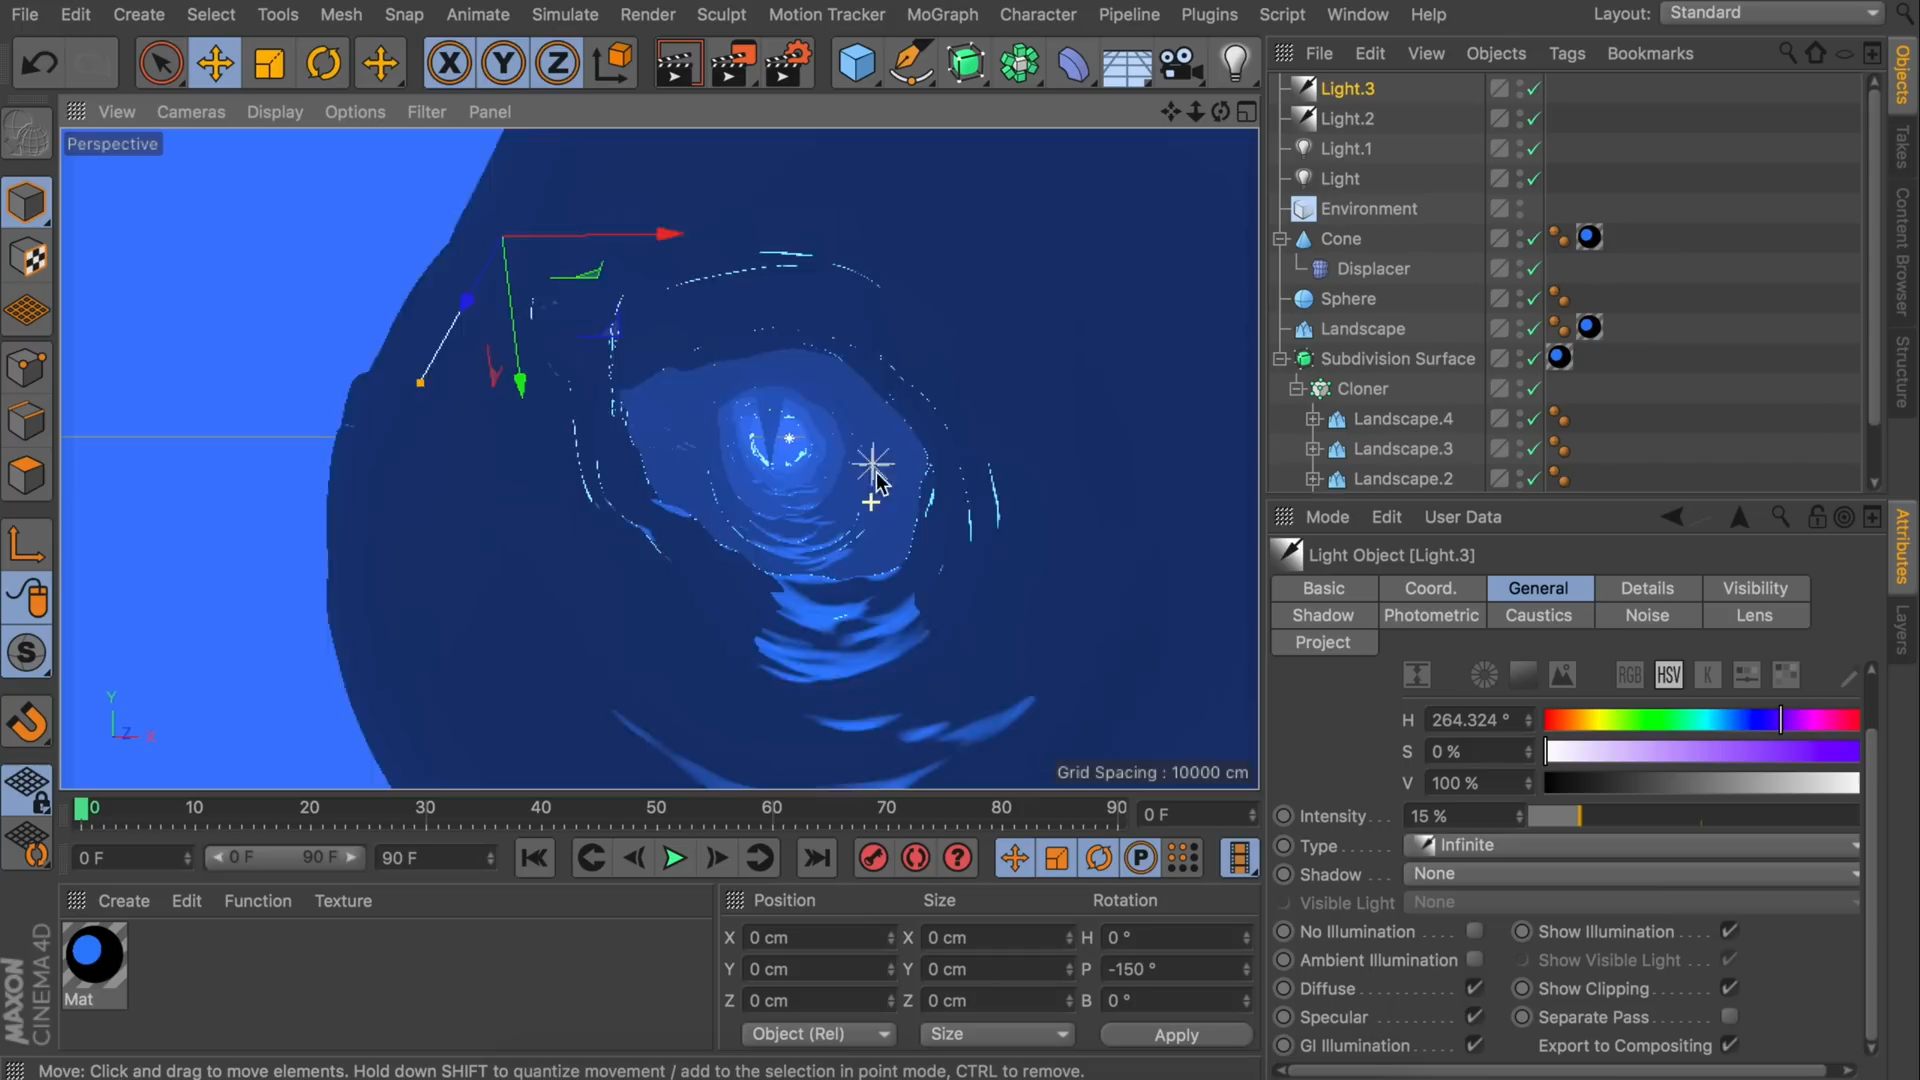 File Edit Create Select Tools Mesh Snap Animate Simulate Render Sculpt Motion Tracker MoGraph Character Pipeline Plugins Script Window Help Layout: Standard
X Y Z
File Edit View Objects Tags Bookmarks
Objects
Takes
Content Browser
Structure
View Cameras Display Options Filter Panel
Perspective
Light.3
Light.2
Light.1
Light
Environment
Cone
Displacer
Sphere
Landscape
Subdivision Surface
Cloner
Landscape.4
Landscape.3
Landscape.2
Y
Z X
Grid Spacing : 10000 cm
Mode Edit User Data
Attributes
Layers
Light Object [Light.3]
Basic Coord. General Details Visibility
Shadow Photometric Caustics Noise Lens
Project
RGB HSV K
H 264.324 °
S 0 %
V 100 %
Intensity... 15 %
Type...... Infinite
Shadow... None
Visible Light None
No Illumination.... Show Illumination....
Ambient Illumination Show Visible Light...
Diffuse......... Show Clipping.......
Specular........ Separate Pass.......
GI Illumination..... Export to Compositing
0 10 20 30 40 50 60 70 80 90 0 F
0 F 0 F 90 F 90 F
P
Create Edit Function Texture
Mat
Position Size Rotation
X 0 cm X 0 cm H 0 °
Y 0 cm Y 0 cm P -150 °
Z 0 cm Z 0 cm B 0 °
Object (Rel) Size Apply
MAXON
CINEMA 4D
Move: Click and drag to move elements. Hold down SHIFT to quantize movement / add to the selection in point mode, CTRL to remove.